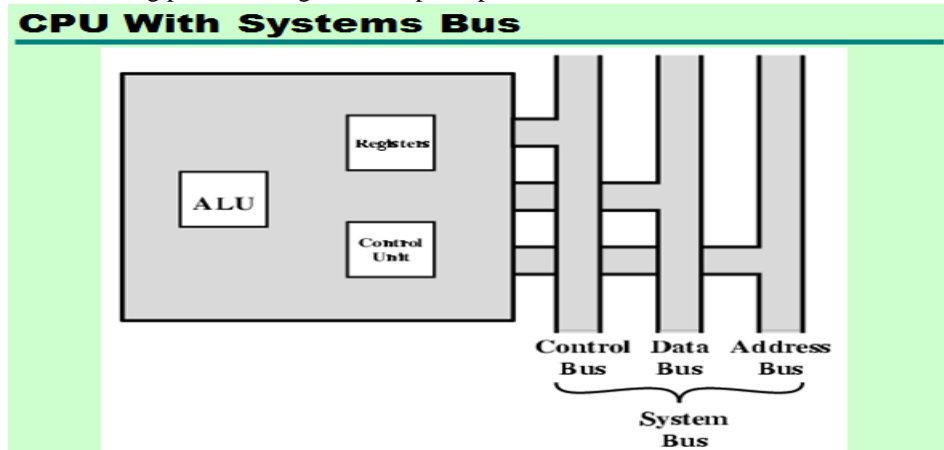 CPU With Systems Bus
Registers
ALU
Control
Unit
Control Data Address
Bus Bus Bus
System
Bus